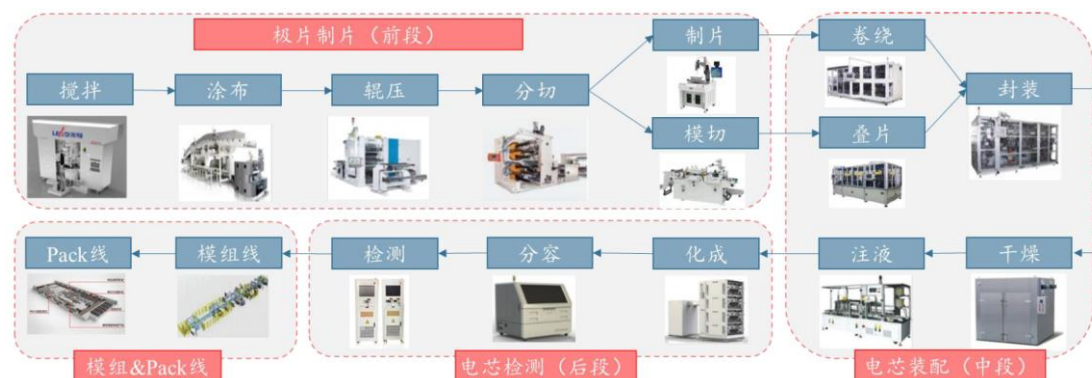 极片制片（前段）
搅拌
涂布
辊压
分切
制片
模切
卷绕
叠片
封装
Pack线
模组线
检测
分容
化成
注液
干燥
模组&Pack线
电芯检测（后段）
电芯装配（中段）